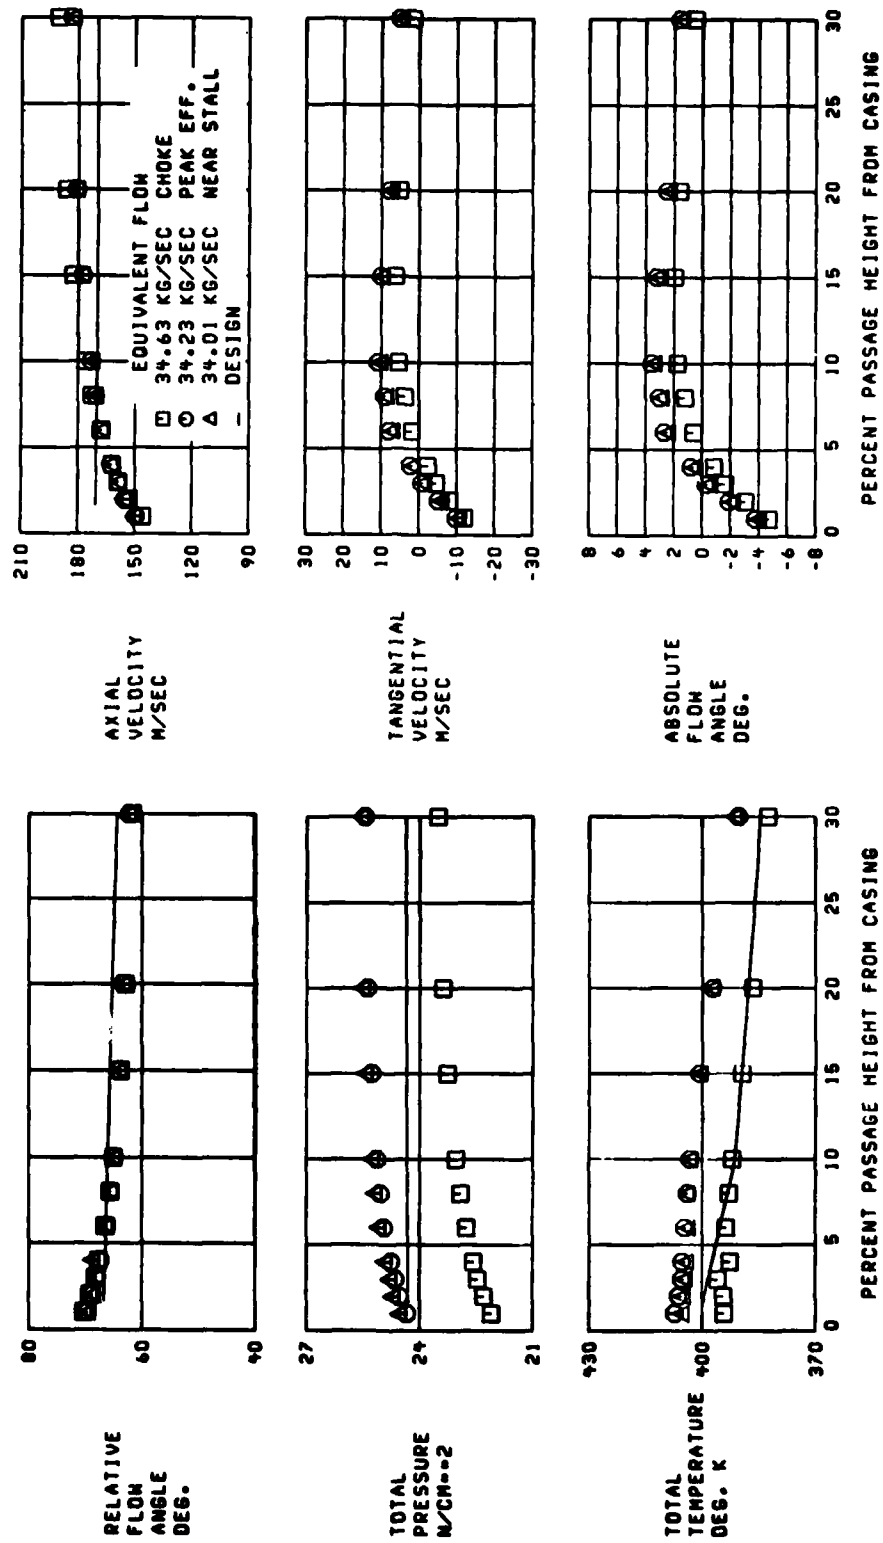 RELATIVE
FLOW
ANGLE
DEG.
80
60
40
TOTAL
PRESSURE
N/CM**2
27
24
21
TOTAL
TEMPERATURE
DEG. K
430
400
370
0
5
10
15
20
25
30
PERCENT PASSAGE HEIGHT FROM CASING
AXIAL
VELOCITY
M/SEC
210
180
150
120
90
EQUIVALENT FLOW
34.63 KG/SEC CHOKE
34.23 KG/SEC PEAK EFF.
34.01 KG/SEC NEAR STALL
— DESIGN
TANGENTIAL
VELOCITY
M/SEC
30
20
10
0
-10
-20
-30
ABSOLUTE
FLOW
ANGLE
DEG.
8
6
4
2
0
-2
-4
-6
-8
0
5
10
15
20
25
30
PERCENT PASSAGE HEIGHT FROM CASING